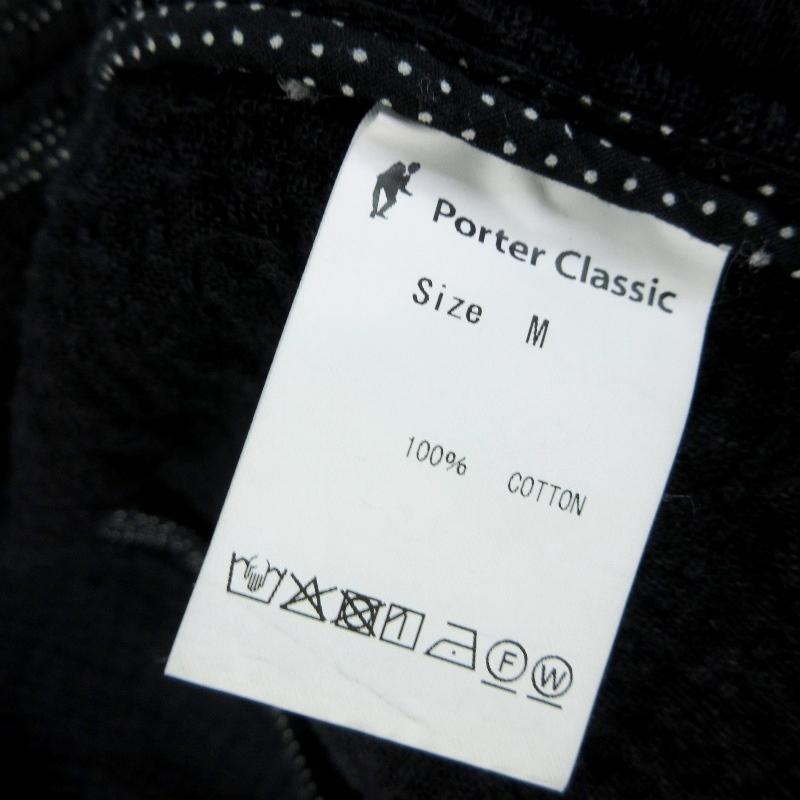 Porter Classic
Size M
100% COTTON
F W